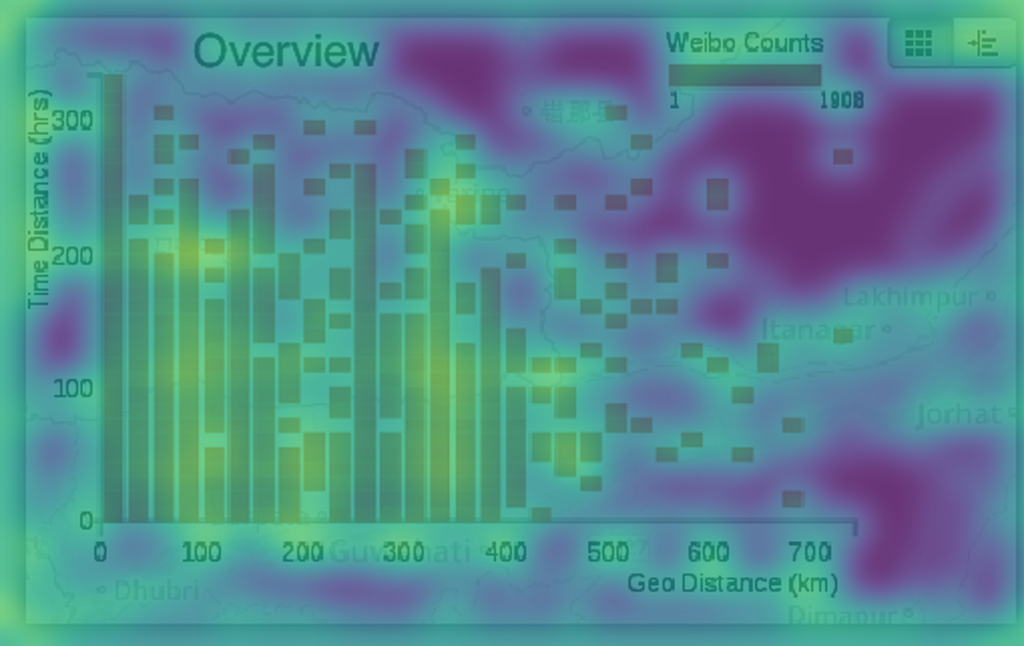 Overview
Weibo Counts
1 1908
Time Distance (hrs)
300
200
100
0
0 100 200 300 400 500 600 700
Geo Distance (km)
Lakhimpur
Itanagar
Jorhat
Dhubri
Dimapur